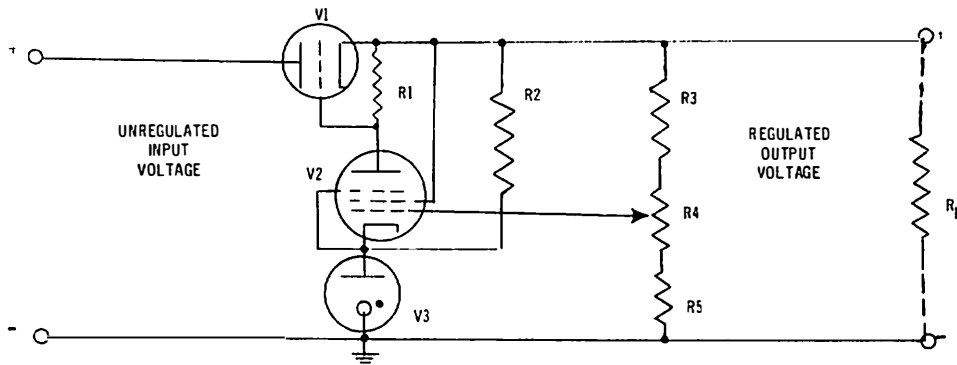 V1
+
R1
R2
R3
UNREGULATED
INPUT
VOLTAGE
REGULATED
OUTPUT
VOLTAGE
V2
R4
V3
R5
-
-